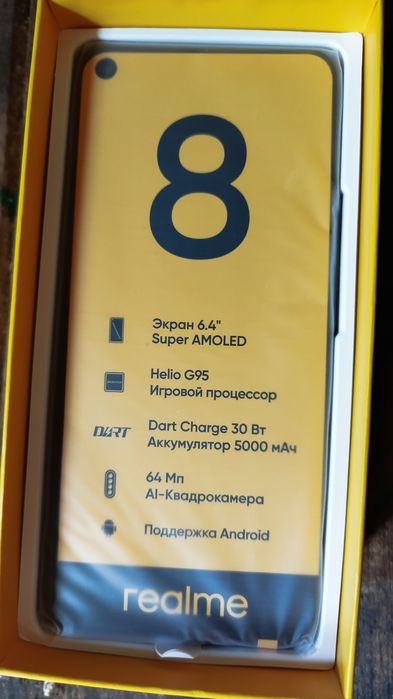 8
Экран 6.4"
Super AMOLED
Helio G95
Игровой процессор
DART
Dart Charge 30 Вт
Аккумулятор 5000 мАч
64 Мп
AI-Квадрокамера
Поддержка Android
realme